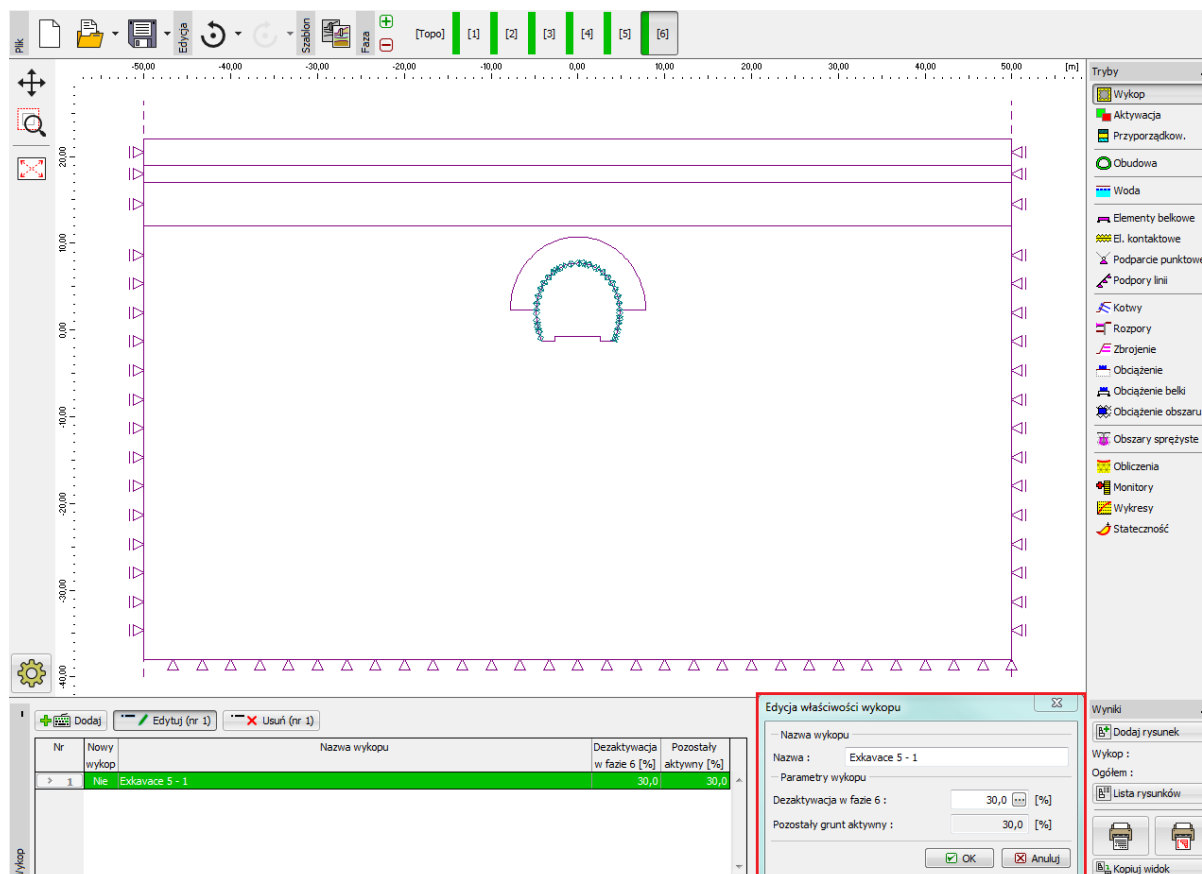 Plik
Edycja
Szablon
Faza
[Topo] [1] [2] [3] [4] [5] [6]
-50,00 -40,00 -30,00 -20,00 -10,00 0,00 10,00 20,00 30,00 40,00 50,00 [m]
20,00
10,00
0,00
-10,00
-20,00
-30,00
-40,00
Tryby
Wykop
Aktywacja
Przyporządkow.
Obudowa
Woda
Elementy belkowe
El. kontaktowe
Podparcie punktowe
Podpory linii
Kotwy
Rozpory
Zbrojenie
Obciążenie
Obciążenie belki
Obciążenie obszaru
Obszary sprężyste
Obliczenia
Monitory
Wykresy
Stateczność
Wykop
Dodaj Edytuj (nr 1) Usuń (nr 1)
Nr Nowy wykop Nazwa wykopu Dezaktywacja w fazie 6 [%] Pozostały aktywny [%]
1 Nie Exkavace 5 - 1 30,0 30,0
Edycja właściwości wykopu
Nazwa wykopu
Nazwa : Exkavace 5 - 1
Parametry wykopu
Dezaktywacja w fazie 6 : 30,0 ... [%]
Pozostały grunt aktywny : 30,0 [%]
OK Anuluj
Wyniki
Dodaj rysunek
Wykop :
Ogółem :
Lista rysunków
Kopiuj widok